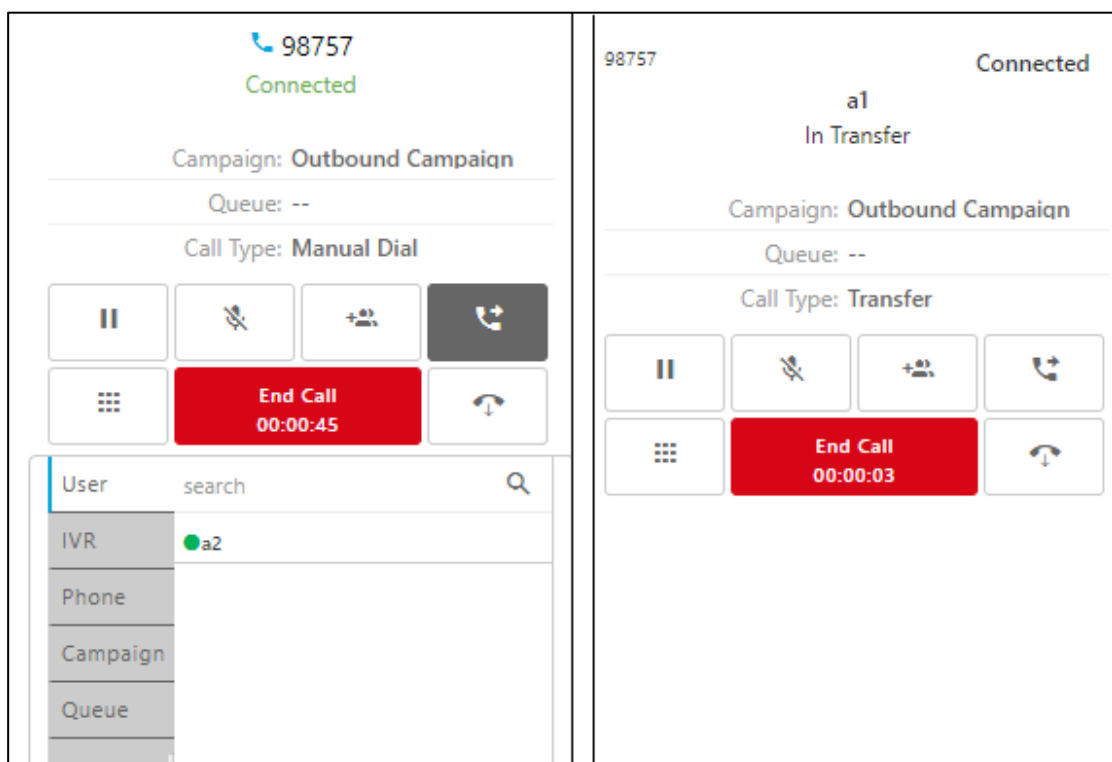 98757
Connected
Campaign: Outbound Campaign
Queue: --
Call Type: Manual Dial
End Call
00:00:45
User
search
IVR
a2
Phone
Campaign
Queue
98757
Connected
a1
In Transfer
Campaign: Outbound Campaign
Queue: --
Call Type: Transfer
End Call
00:00:03